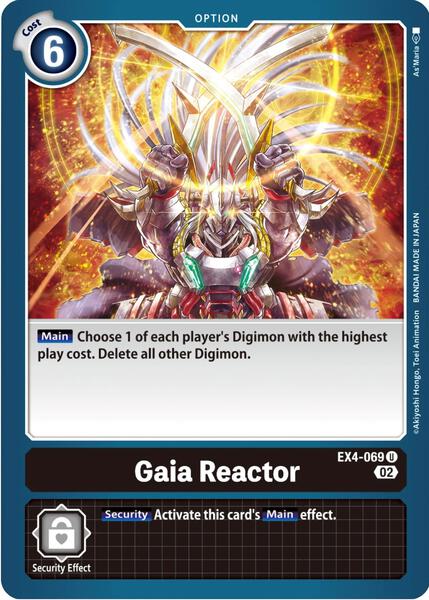 OPTION
Cost
6
As'Maria
©Akiyoshi Hongo, Toei Animation BANDAI MADE IN JAPAN
Main Choose 1 of each player's Digimon with the highest
play cost. Delete all other Digimon.
EX4-069 U
Gaia Reactor
02
Security Activate this card's Main effect.
Security Effect